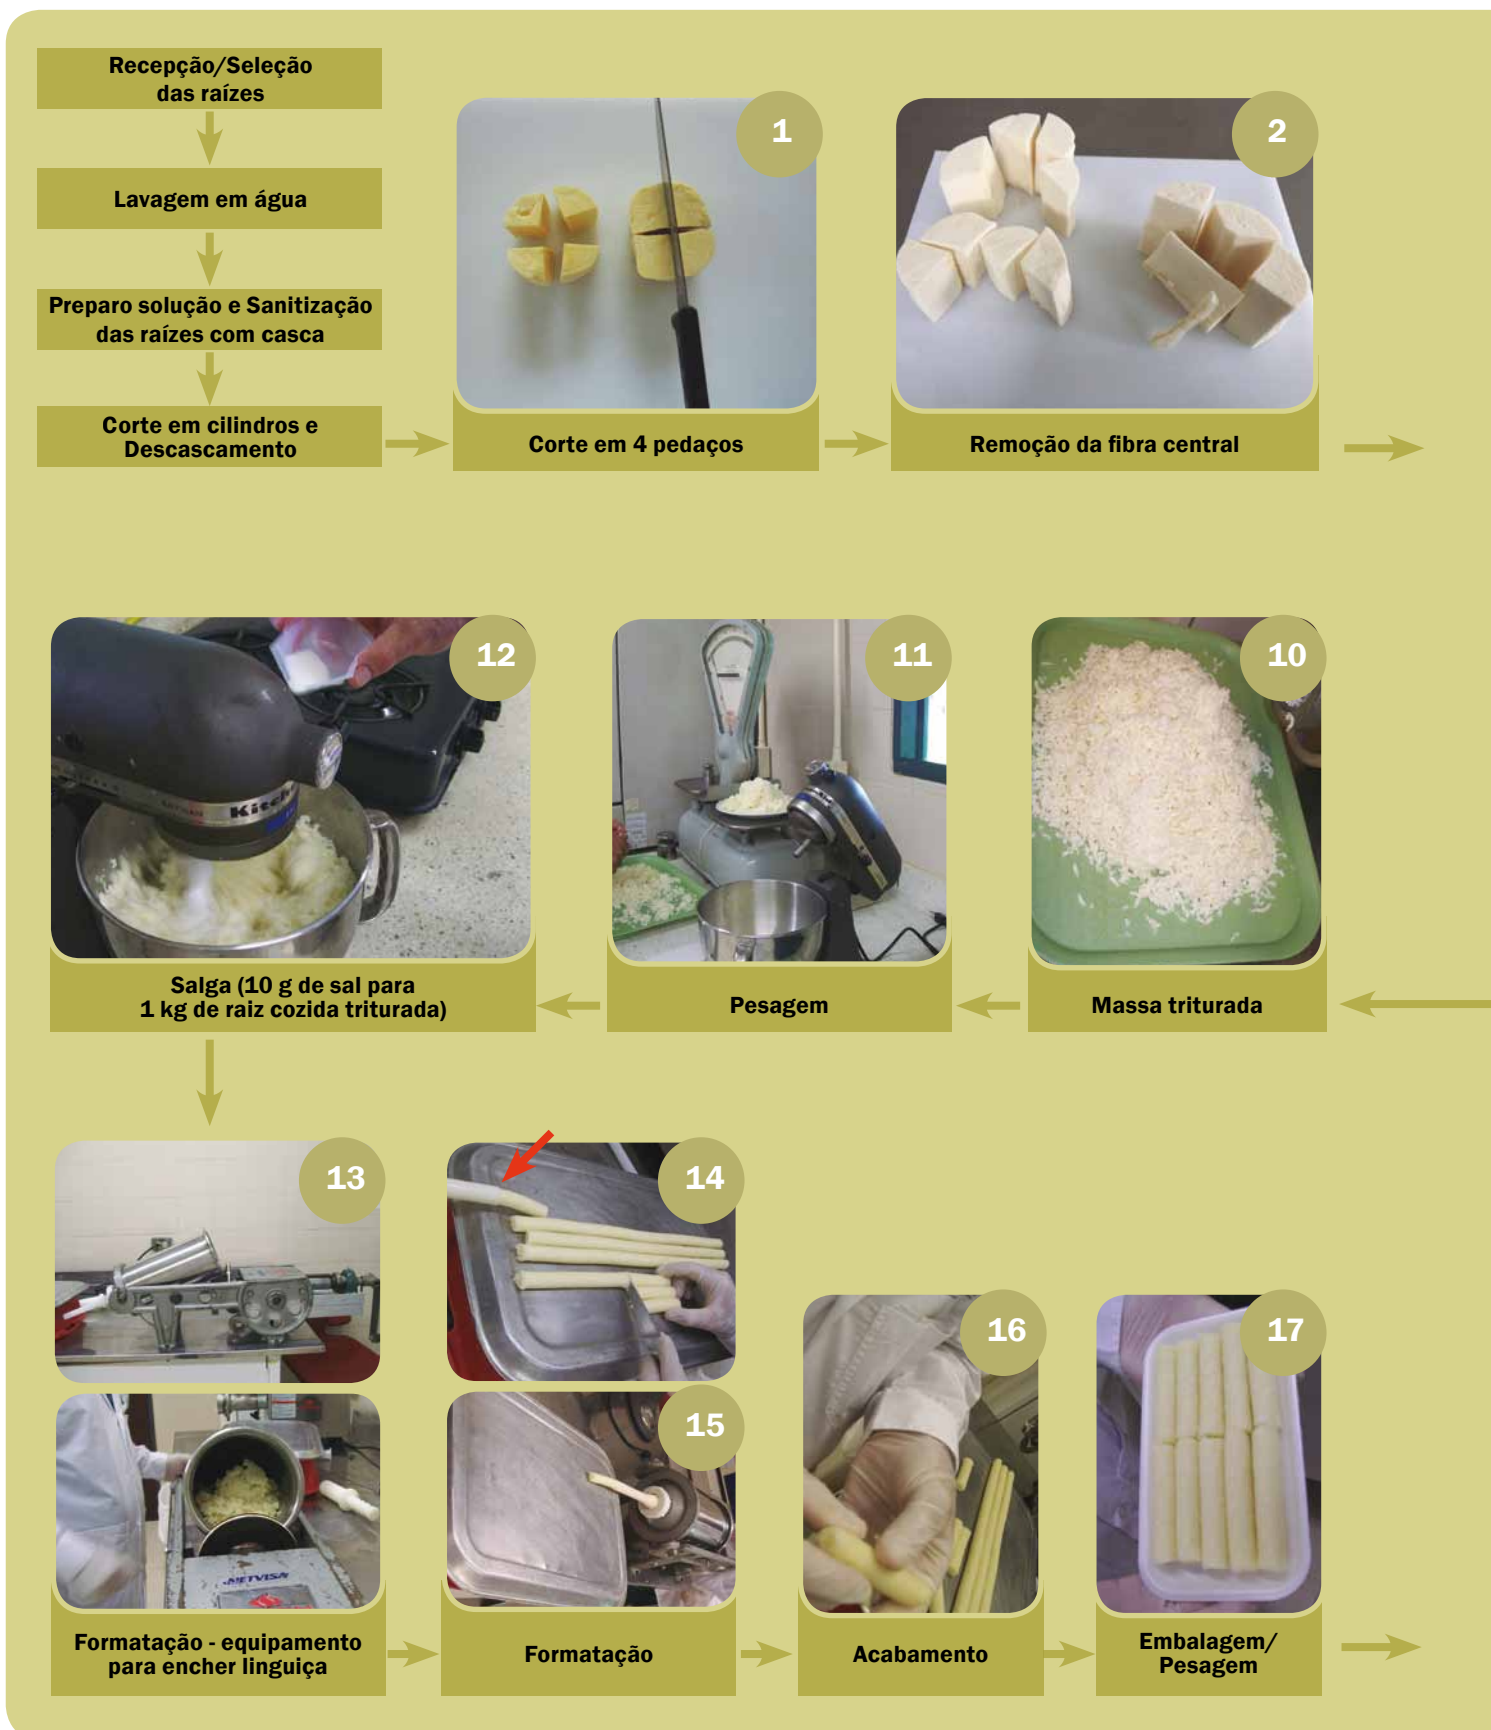 Recepção/Seleção
das raízes
Lavagem em água
Preparo solução e Sanitização
das raízes com casca
Corte em cilindros e
Descascamento
1
Corte em 4 pedaços
2
Remoção da fibra central
12
Salga (10 g de sal para
1 kg de raiz cozida triturada)
11
Pesagem
10
Massa triturada
13
METVISA
Formatação - equipamento
para encher linguiça
14
15
Formatação
16
Acabamento
17
Embalagem/
Pesagem